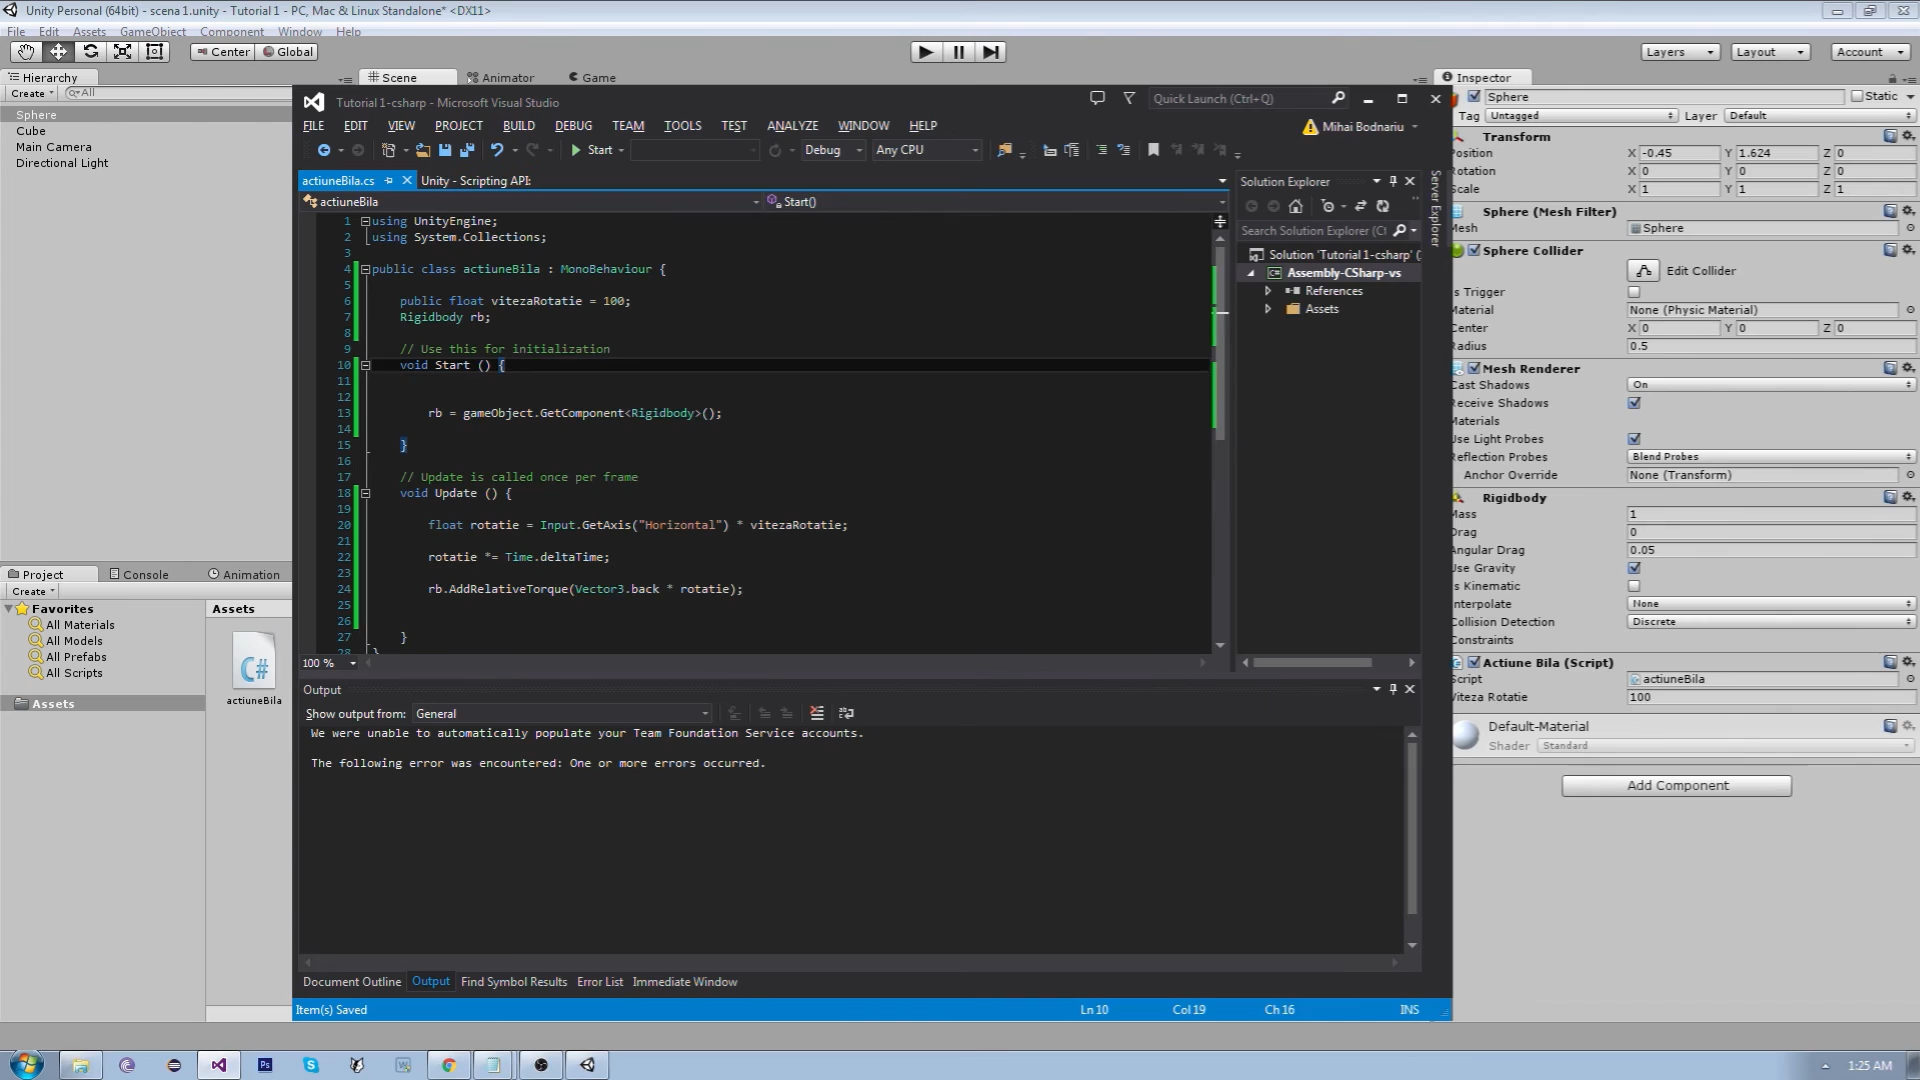 Unity Personal (64bit) - scena 1.unity - Tutorial 1 - PC, Mac & Linux Standalone* <DX11>
File Edit Assets GameObject Component Window Help
Center Global
Layers Layout Account
Hierarchy
Scene Animator Game
Inspector
Create All
Sphere
Cube
Main Camera
Directional Light
Tutorial 1-csharp - Microsoft Visual Studio
Quick Launch (Ctrl+Q)
FILE EDIT VIEW PROJECT BUILD DEBUG TEAM TOOLS TEST ANALYZE WINDOW HELP
Mihai Bodnariu
Start Debug Any CPU
actiuneBila.cs Unity - Scripting API:
actiuneBila Start()
1 using UnityEngine;
2 using System.Collections;
3
4 public class actiuneBila : MonoBehaviour {
5
6 public float vitezaRotatie = 100;
7 Rigidbody rb;
8
9 // Use this for initialization
10 void Start () {
11
12
13 rb = gameObject.GetComponent<Rigidbody>();
14
15 }
16
17 // Update is called once per frame
18 void Update () {
19
20 float rotatie = Input.GetAxis("Horizontal") * vitezaRotatie;
21
22 rotatie *= Time.deltaTime;
23
24 rb.AddRelativeTorque(Vector3.back * rotatie);
25
26
27 }
28 }
100 %
Solution Explorer
Server Explorer
Search Solution Explorer (Ct
Solution 'Tutorial 1-csharp' (
Assembly-CSharp-vs
References
Assets
Output
Show output from: General
We were unable to automatically populate your Team Foundation Service accounts.
The following error was encountered: One or more errors occurred.
Document Outline Output Find Symbol Results Error List Immediate Window
Item(s) Saved Ln 10 Col 19 Ch 16 INS
Project Console Animation
Create
Favorites
All Materials
All Models
All Prefabs
All Scripts
Assets
Assets
C#
actiuneBila
Sphere Static
Tag Untagged Layer Default
Transform
Position X -0.45 Y 1.624 Z 0
Rotation X 0 Y 0 Z 0
Scale X 1 Y 1 Z 1
Sphere (Mesh Filter)
Mesh Sphere
Sphere Collider
Edit Collider
Is Trigger
Material None (Physic Material)
Center X 0 Y 0 Z 0
Radius 0.5
Mesh Renderer
Cast Shadows On
Receive Shadows
Materials
Use Light Probes
Reflection Probes Blend Probes
Anchor Override None (Transform)
Rigidbody
Mass 1
Drag 0
Angular Drag 0.05
Use Gravity
Is Kinematic
Interpolate None
Collision Detection Discrete
Constraints
Actiune Bila (Script)
Script actiuneBila
Viteza Rotatie 100
Default-Material
Shader Standard
Add Component
Ps
1:25 AM